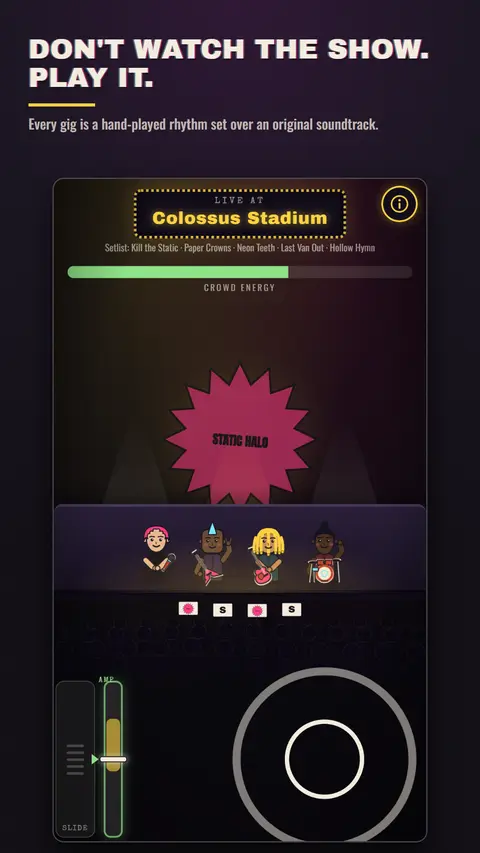 DON'T WATCH THE SHOW.
PLAY IT.
Every gig is a hand-played rhythm set over an original soundtrack.
LIVE AT
Colossus Stadium
Setlist: Kill the Static · Paper Crowns · Neon Teeth · Last Van Out · Hollow Hymn
CROWD ENERGY
STATIC HALO
S S
AMP
SLIDE